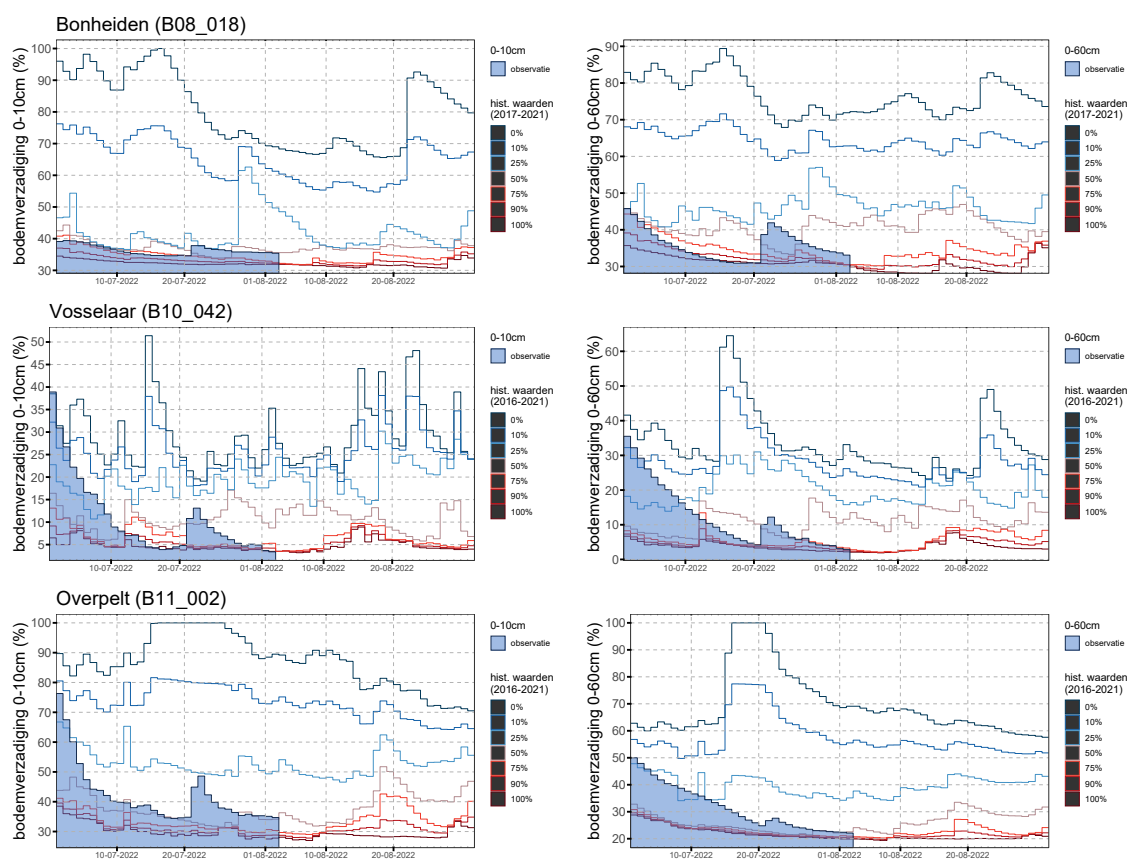 Bonheiden (B08_018)
bodemverzadiging 0-10cm (%)
100
90
80
70
60
50
40
30
10-07-2022 20-07-2022 01-08-2022 10-08-2022 20-08-2022
0-10cm
observatie
hist. waarden
(2017-2021)
0%
10%
25%
50%
75%
90%
100%
bodemverzadiging 0-60cm (%)
90
80
70
60
50
40
30
10-07-2022 20-07-2022 01-08-2022 10-08-2022 20-08-2022
0-60cm
observatie
hist. waarden
(2017-2021)
0%
10%
25%
50%
75%
90%
100%
Vosselaar (B10_042)
bodemverzadiging 0-10cm (%)
50
45
40
35
30
25
20
15
10
5
10-07-2022 20-07-2022 01-08-2022 10-08-2022 20-08-2022
0-10cm
observatie
hist. waarden
(2016-2021)
0%
10%
25%
50%
75%
90%
100%
bodemverzadiging 0-60cm (%)
60
50
40
30
20
10
0
10-07-2022 20-07-2022 01-08-2022 10-08-2022 20-08-2022
0-60cm
observatie
hist. waarden
(2016-2021)
0%
10%
25%
50%
75%
90%
100%
Overpelt (B11_002)
bodemverzadiging 0-10cm (%)
100
90
80
70
60
50
40
30
10-07-2022 20-07-2022 01-08-2022 10-08-2022 20-08-2022
0-10cm
observatie
hist. waarden
(2016-2021)
0%
10%
25%
50%
75%
90%
100%
bodemverzadiging 0-60cm (%)
100
90
80
70
60
50
40
30
20
10-07-2022 20-07-2022 01-08-2022 10-08-2022 20-08-2022
0-60cm
observatie
hist. waarden
(2016-2021)
0%
10%
25%
50%
75%
90%
100%